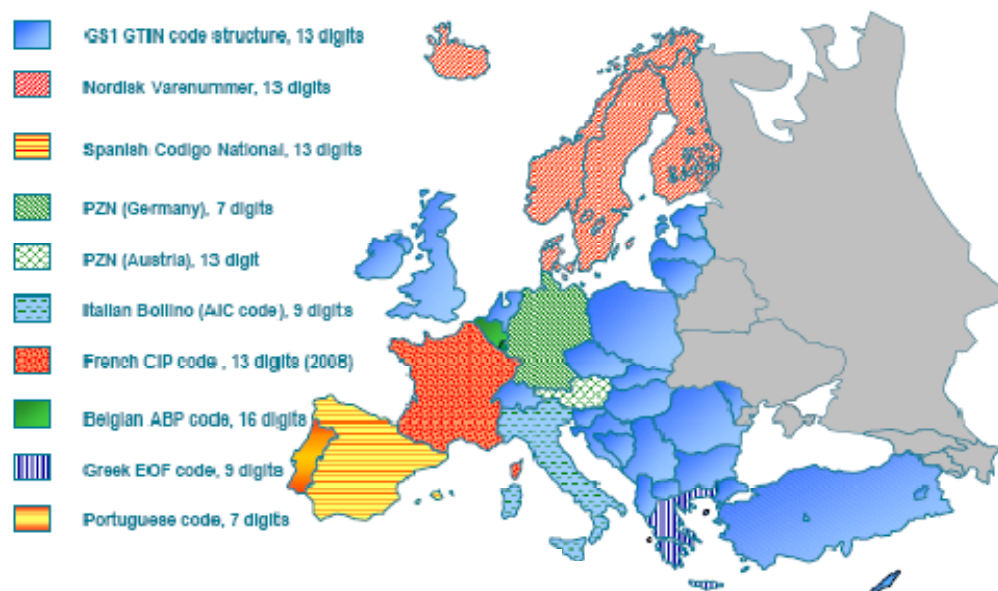 GS1 GTIN code structure, 13 digits
Nordisk Varenummer, 13 digits
Spanish Codigo National, 13 digits
PZN (Germany), 7 digits
PZN (Austria), 13 digit
Italian Bollino (AIC code), 9 digits
French CIP code , 13 digits (2008)
Belgian ABP code, 16 digits
Greek EOF code, 9 digits
Portuguese code, 7 digits